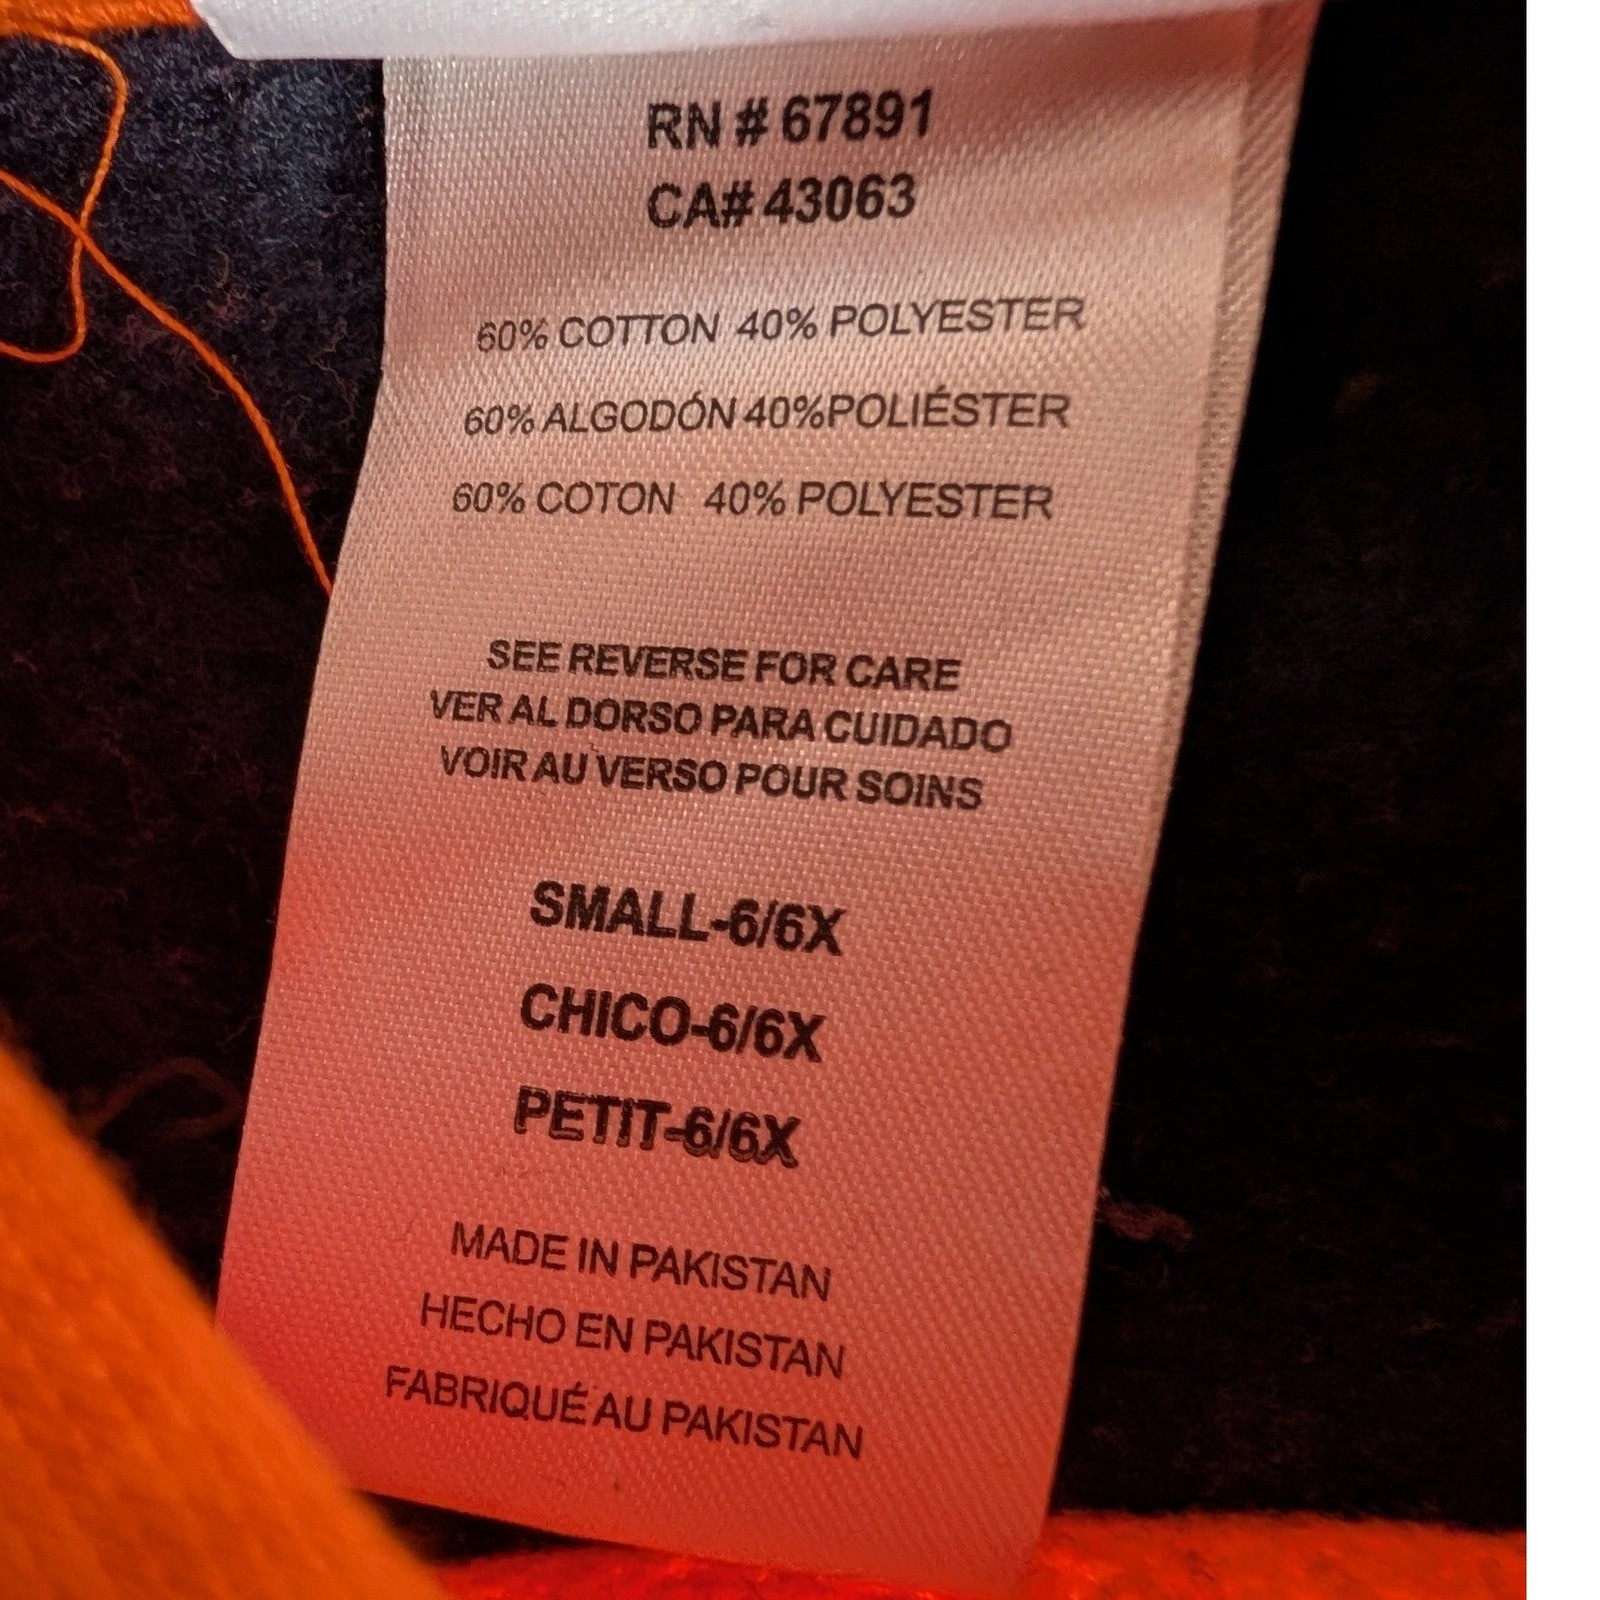 RN # 67891
CA# 43063
60% COTTON 40% POLYESTER
60% ALGODÓN 40%POLIÉSTER
60% COTON 40% POLYESTER
SEE REVERSE FOR CARE
VER AL DORSO PARA CUIDADO
VOIR AU VERSO POUR SOINS
SMALL-6/6X
CHICO-6/6X
PETIT-6/6X
MADE IN PAKISTAN
HECHO EN PAKISTAN
FABRIQUÉ AU PAKISTAN